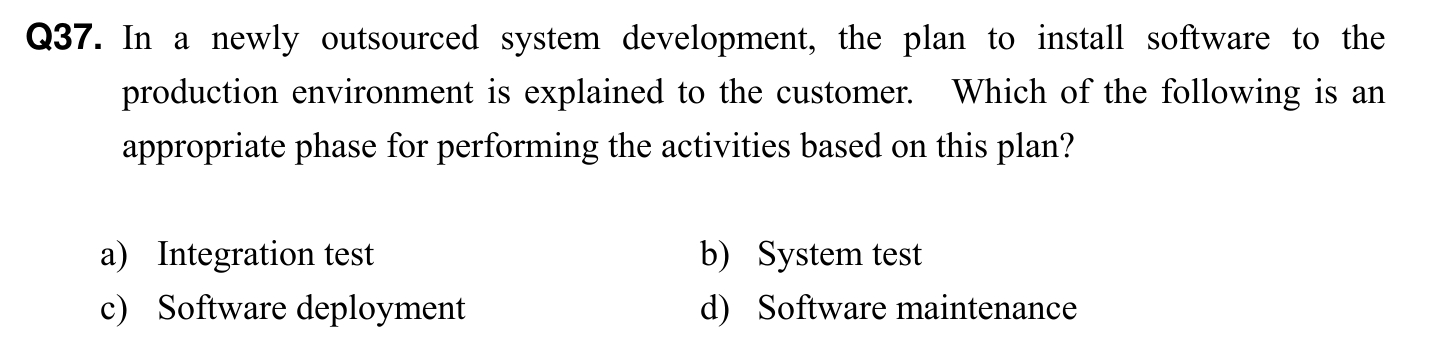 Q37. In a newly outsourced system development, the plan to install software to the
production environment is explained to the customer. Which of the following is an
appropriate phase for performing the activities based on this plan?
a) Integration test b) System test
c) Software deployment d) Software maintenance